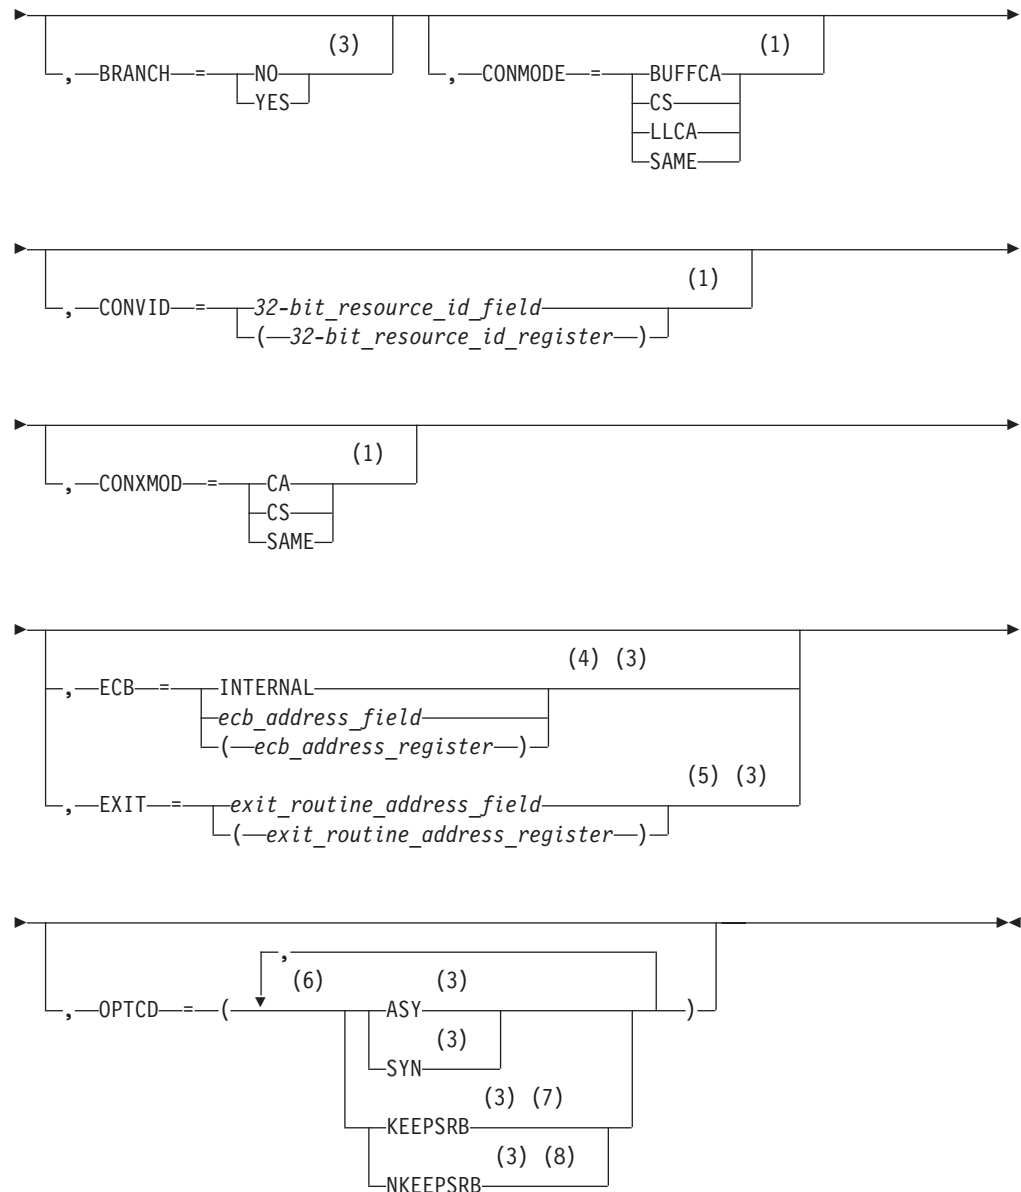 (3) (1)
, BRANCH = NO , CONMODE = BUFFCA
YES CS
LLCA
SAME
(1)
, CONVID = 32-bit_resource_id_field
( 32-bit_resource_id_register )
(1)
, CONXMOD = CA
CS
SAME
(4) (3)
, ECB = INTERNAL
ecb_address_field
( ecb_address_register )
(5) (3)
, EXIT = exit_routine_address_field
( exit_routine_address_register )
,
(6) (3)
, OPTCD = ( ASY )
(3)
SYN
(3) (7)
KEEPSRB
(3) (8)
NKEEPSRB